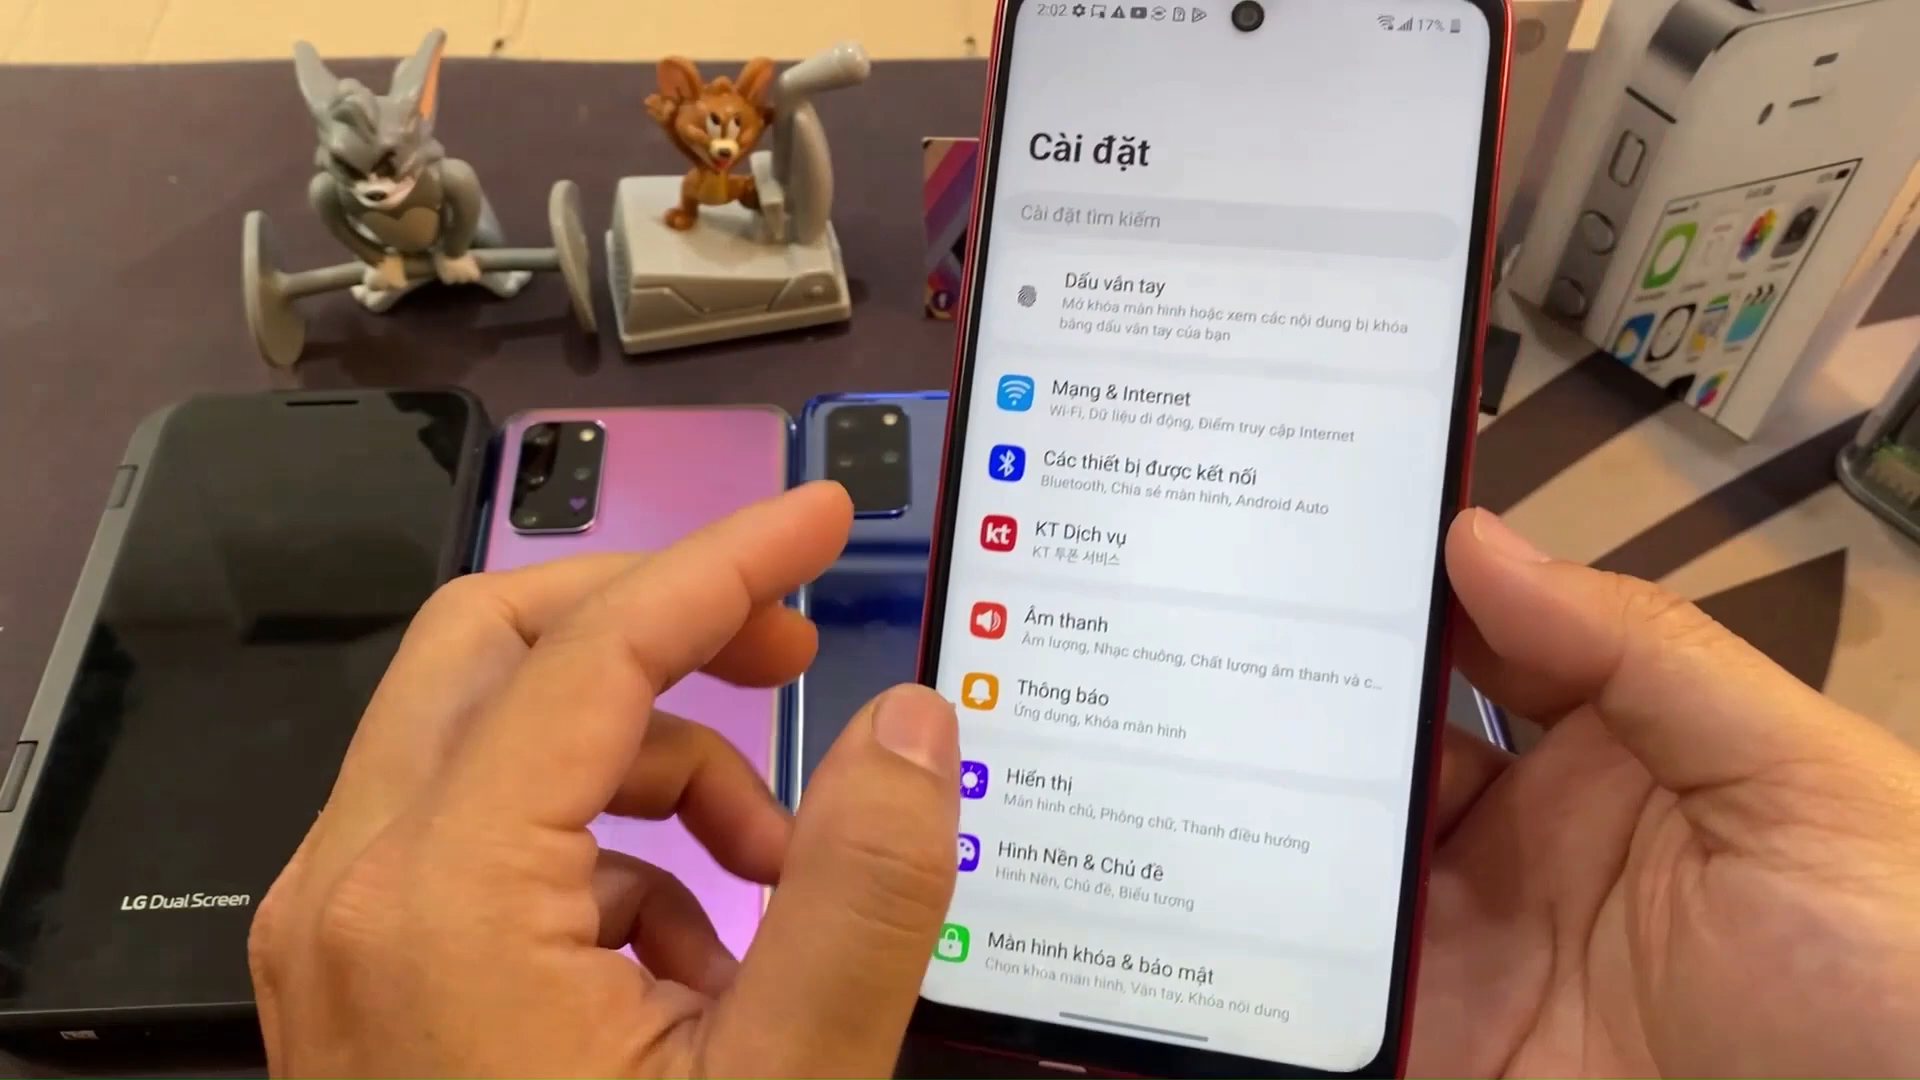 2:02
17%
Cài đặt
Cài đặt tìm kiếm
Dấu vân tay
Mở khóa màn hình hoặc xem các nội dung bị khóa
bằng dấu vân tay của bạn
Mạng & Internet
Wi-Fi, Dữ liệu di động, Điểm truy cập Internet
Các thiết bị được kết nối
Bluetooth, Chia sẻ màn hình, Android Auto
kt
KT Dịch vụ
KT 투폰 서비스
Âm thanh
Âm lượng, Nhạc chuông, Chất lượng âm thanh và c...
Thông báo
Ứng dụng, Khóa màn hình
Hiển thị
Màn hình chủ, Phông chữ, Thanh điều hướng
Hình Nền & Chủ đề
Hình Nền, Chủ đề, Biểu tượng
Màn hình khóa & bảo mật
Chọn khóa màn hình, Vân tay, Khóa nội dung
LG Dual Screen